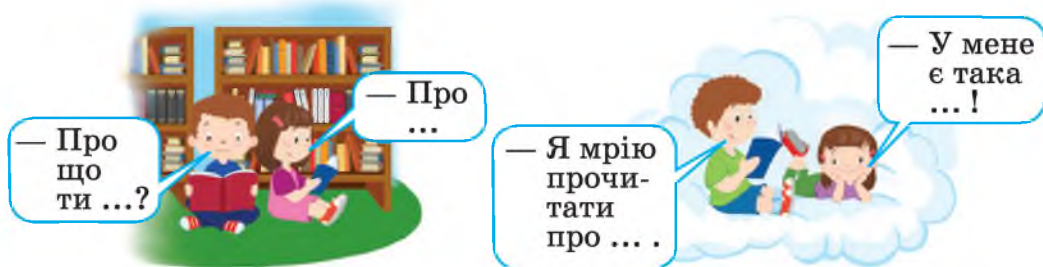 — Про
що
ти ...?
— Про
...
— Я мрію
прочи-
тати
про ... .
— У мене
є така
... !